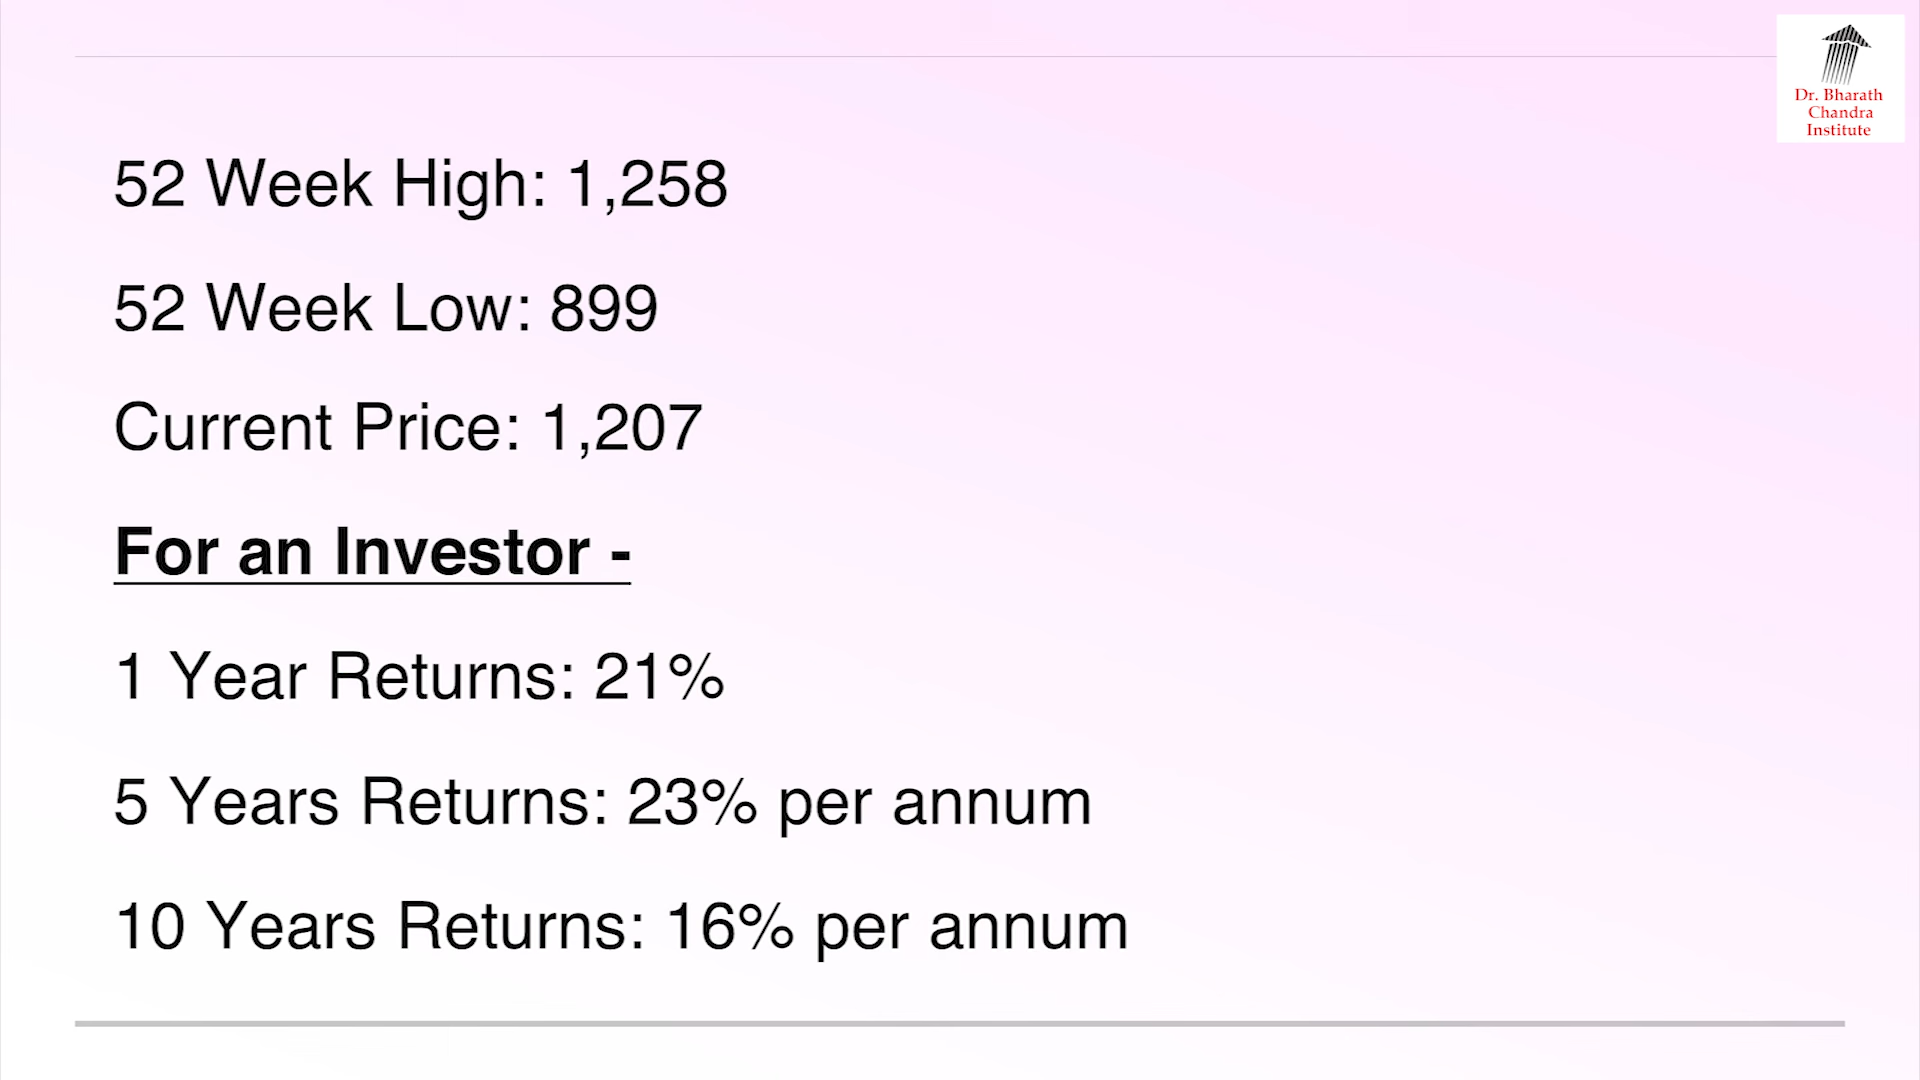 Dr. Bharath
Chandra
Institute
52 Week High: 1,258
52 Week Low: 899
Current Price: 1,207
For an Investor -
1 Year Returns: 21%
5 Years Returns: 23% per annum
10 Years Returns: 16% per annum